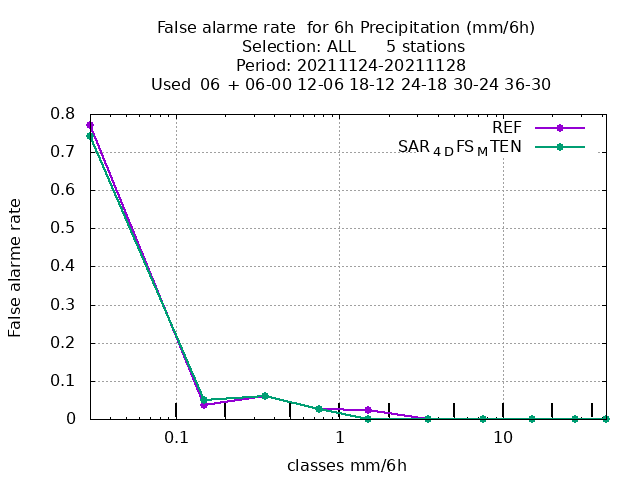 False alarme rate  for 6h Precipitation (mm/6h)
Selection: ALL      5 stations
Period: 20211124-20211128
Used  06  + 06-00 12-06 18-12 24-18 30-24 36-30
REF
SAR4DFSMTEN
0.8
0.7
0.6
0.5
0.4
0.3
0.2
0.1
0
False alarme rate
0.1 1 10
classes mm/6h